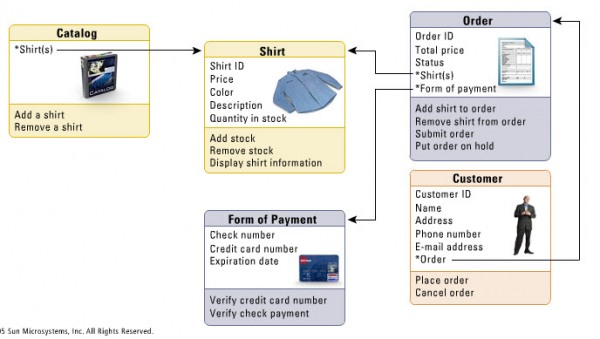 Catalog
*Shirt(s)
CATALOG
Add a shirt
Remove a shirt
Shirt
Shirt ID
Price
Color
Description
Quantity in stock
Add stock
Remove stock
Display shirt information
Order
Order ID
Total price
Status
*Shirt(s)
*Form of payment
Add shirt to order
Remove shirt from order
Submit order
Put order on hold
Form of Payment
Check number
Credit card number
Expiration date
Verify credit card number
Verify check payment
Customer
Customer ID
Name
Address
Phone number
E-mail address
*Order
Place order
Cancel order
5 Sun Microsystems, Inc. All Rights Reserved.